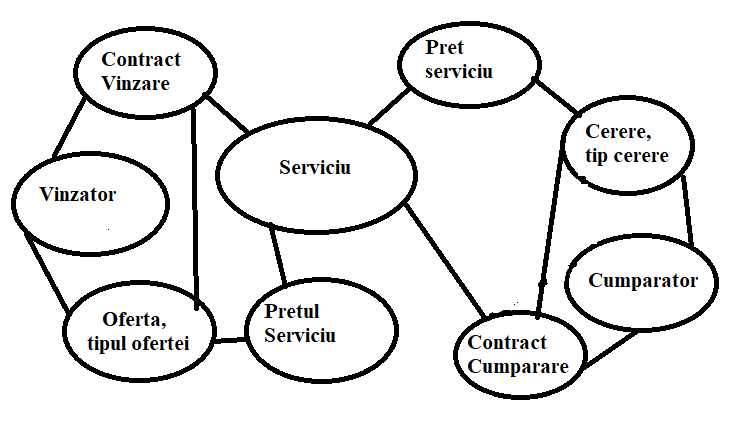 Contract
Vinzare
Pret
serviciu
Cerere,
tip cerere
Serviciu
Vinzator
Cumparator
Oferta,
tipul ofertei
Pretul
Serviciu
Contract
Cumparare